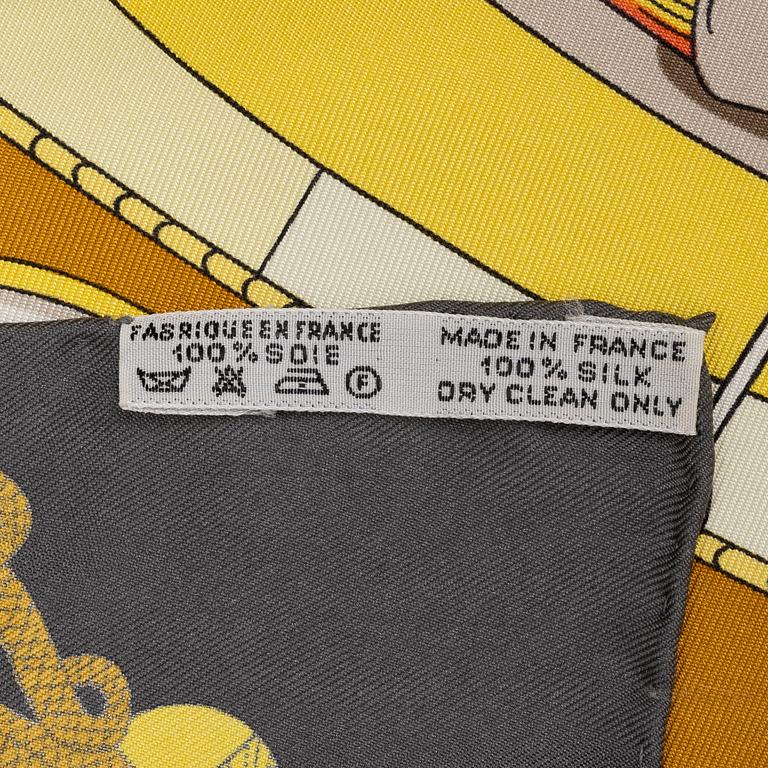 FABRIQUE EN FRANCE
100% SOIE
F
MADE IN FRANCE
100% SILK
DRY CLEAN ONLY